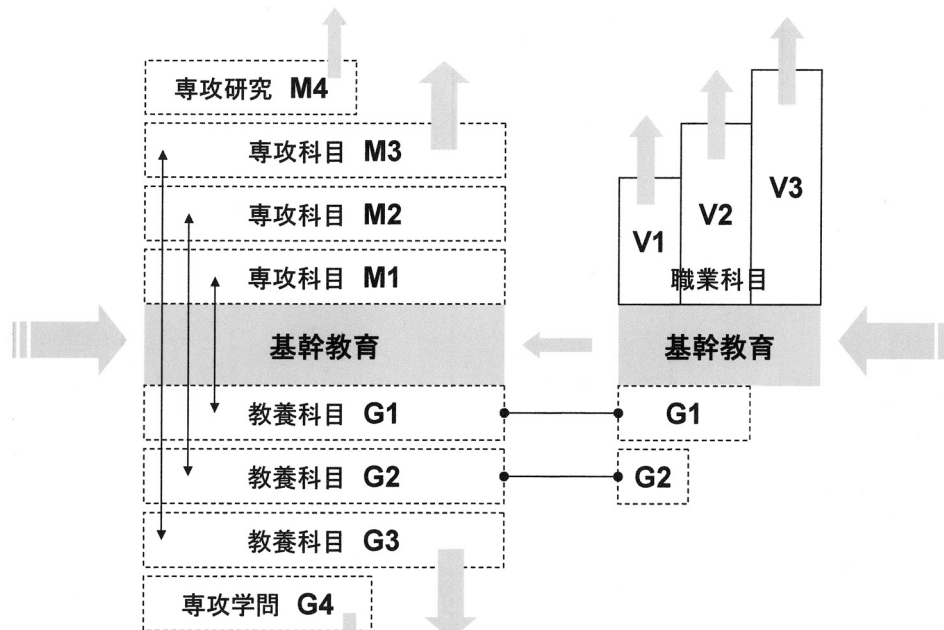 専攻研究 M4
専攻科目 M3
専攻科目 M2
専攻科目 M1
基幹教育
教養科目 G1
教養科目 G2
教養科目 G3
専攻学問 G4
V1
V2
V3
職業科目
基幹教育
G1
G2